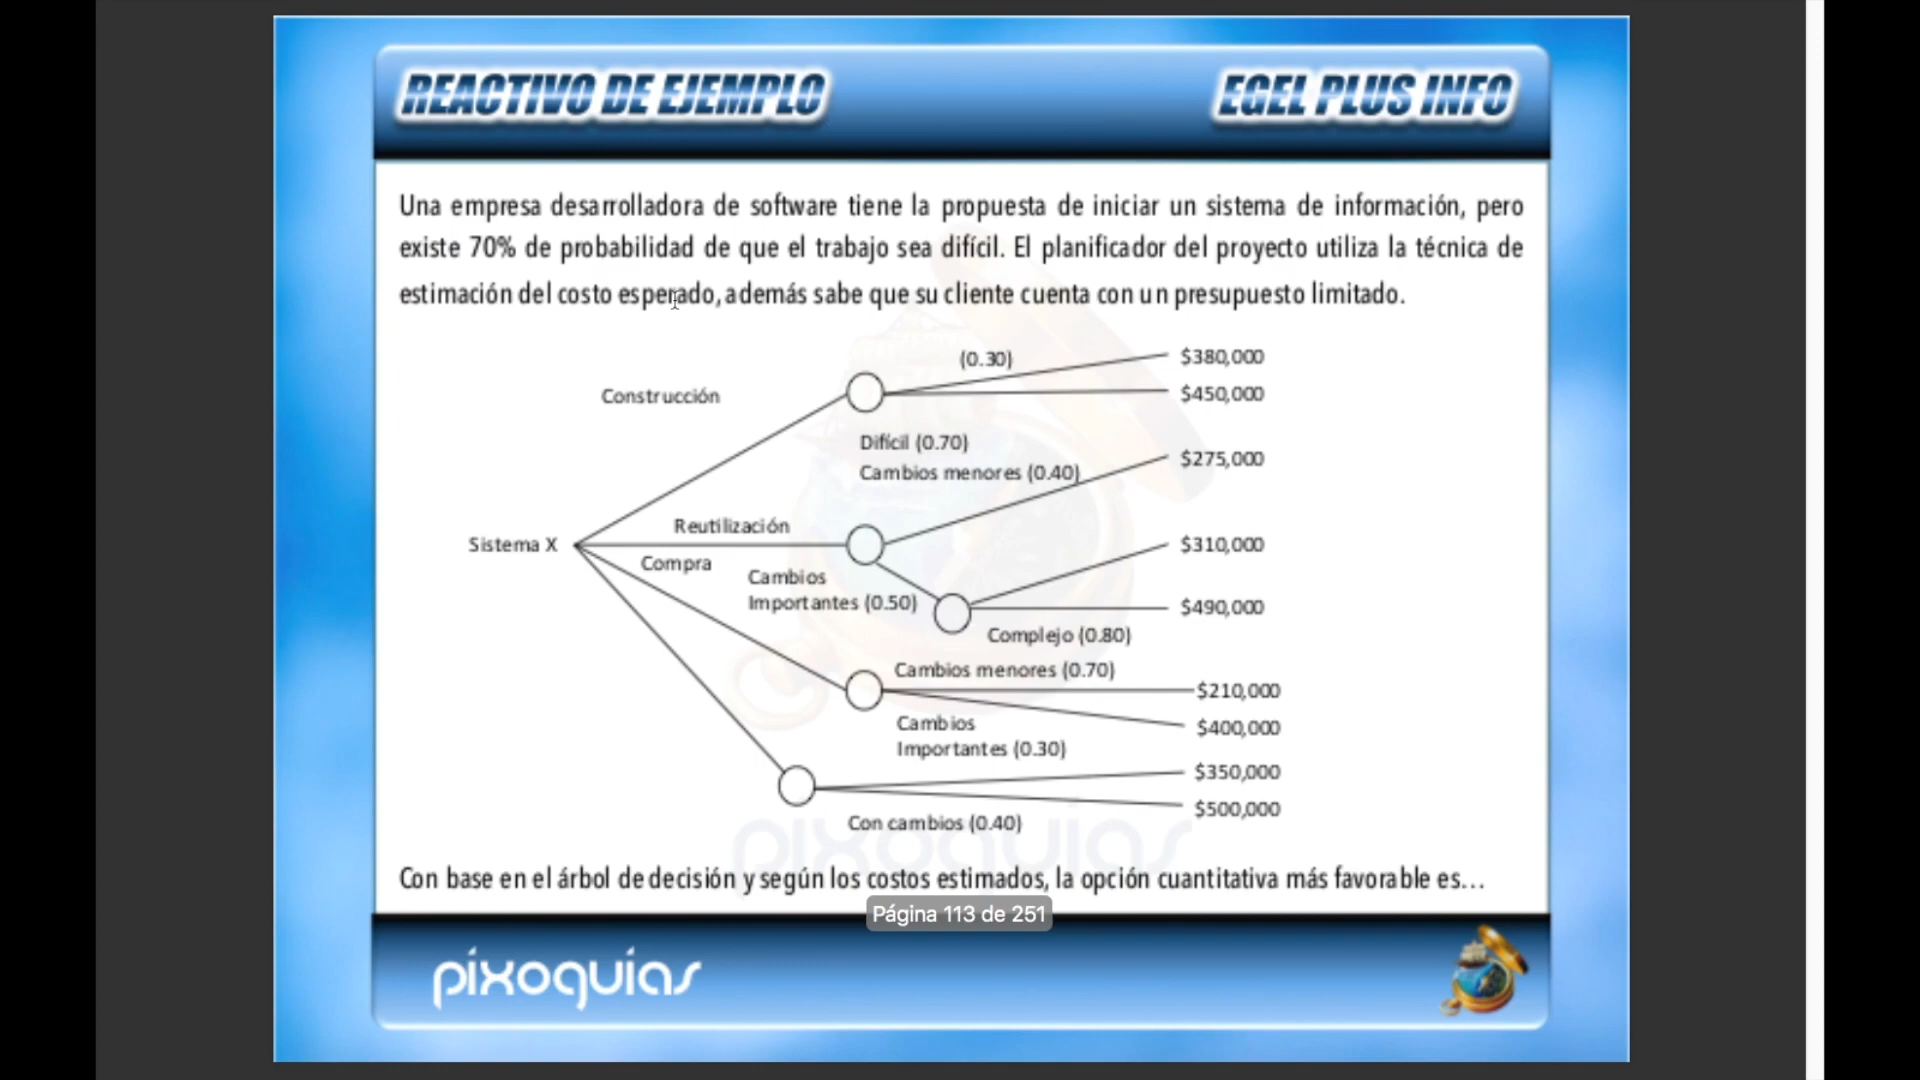 REACTIVO DE EJEMPLO
EGEL PLUS INFO
Una empresa desarrolladora de software tiene la propuesta de iniciar un sistema de información, pero
existe 70% de probabilidad de que el trabajo sea difícil. El planificador del proyecto utiliza la técnica de
estimación del costo esperado, además sabe que su cliente cuenta con un presupuesto limitado.
(0.30)
$380,000
Construcción
$450,000
Difícil (0.70)
Cambios menores (0.40)
$275,000
Reutilización
Sistema X
$310,000
Compra
Cambios
Importantes (0.50)
$490,000
Complejo (0.80)
Cambios menores (0.70)
$210,000
Cambios
Importantes (0.30)
$400,000
$350,000
$500,000
Con cambios (0.40)
pixoquias
Con base en el árbol de decisión y según los costos estimados, la opción cuantitativa más favorable es...
Página 113 de 251
pixoquias